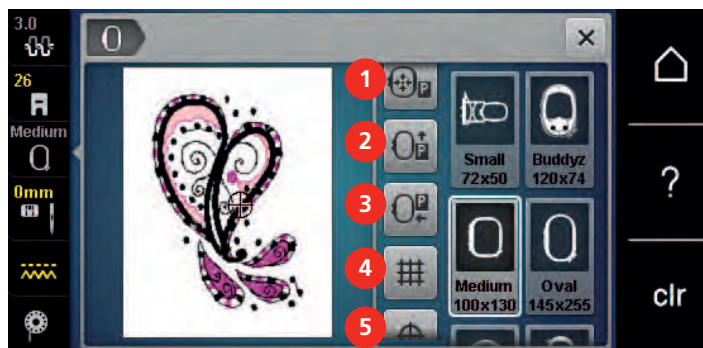 3.0
26
Medium
0mm
1
P
2
P
3
P
4
5
Small
72x50
Buddyz
120x74
Medium
100x130
Oval
145x255
?
clr